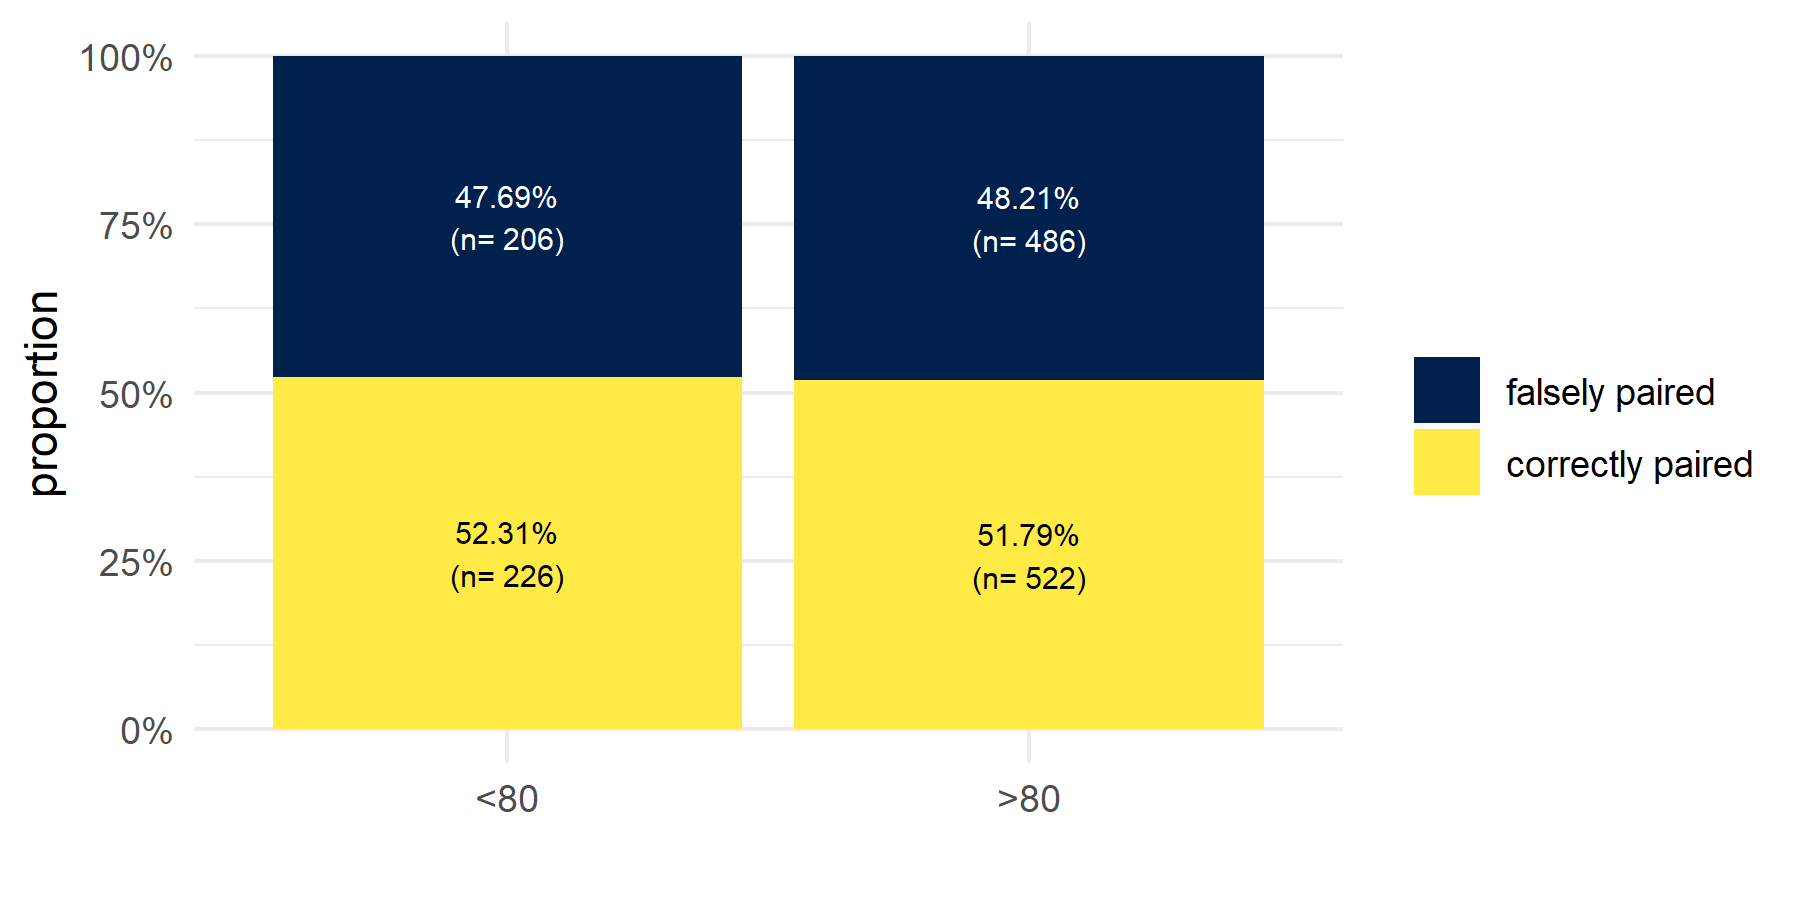 proportion
100%
75%
50%
25%
0%
47.69%
(n= 206)
48.21%
(n= 486)
52.31%
(n= 226)
51.79%
(n= 522)
<80
>80
falsely paired
correctly paired